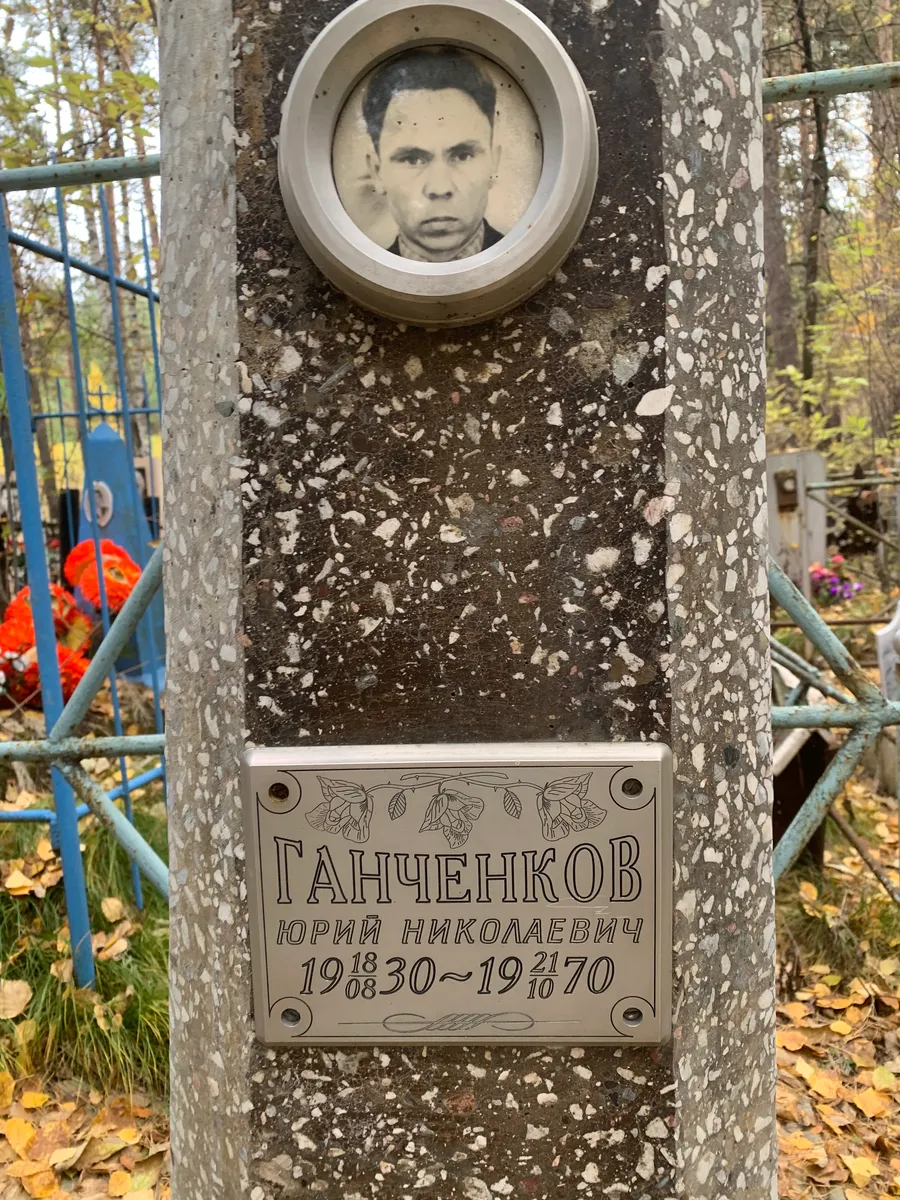 ГАНЧЕНКОВ
ЮРИЙ НИКОЛАЕВИЧ
19 18/08 30 ~ 19 21/10 70